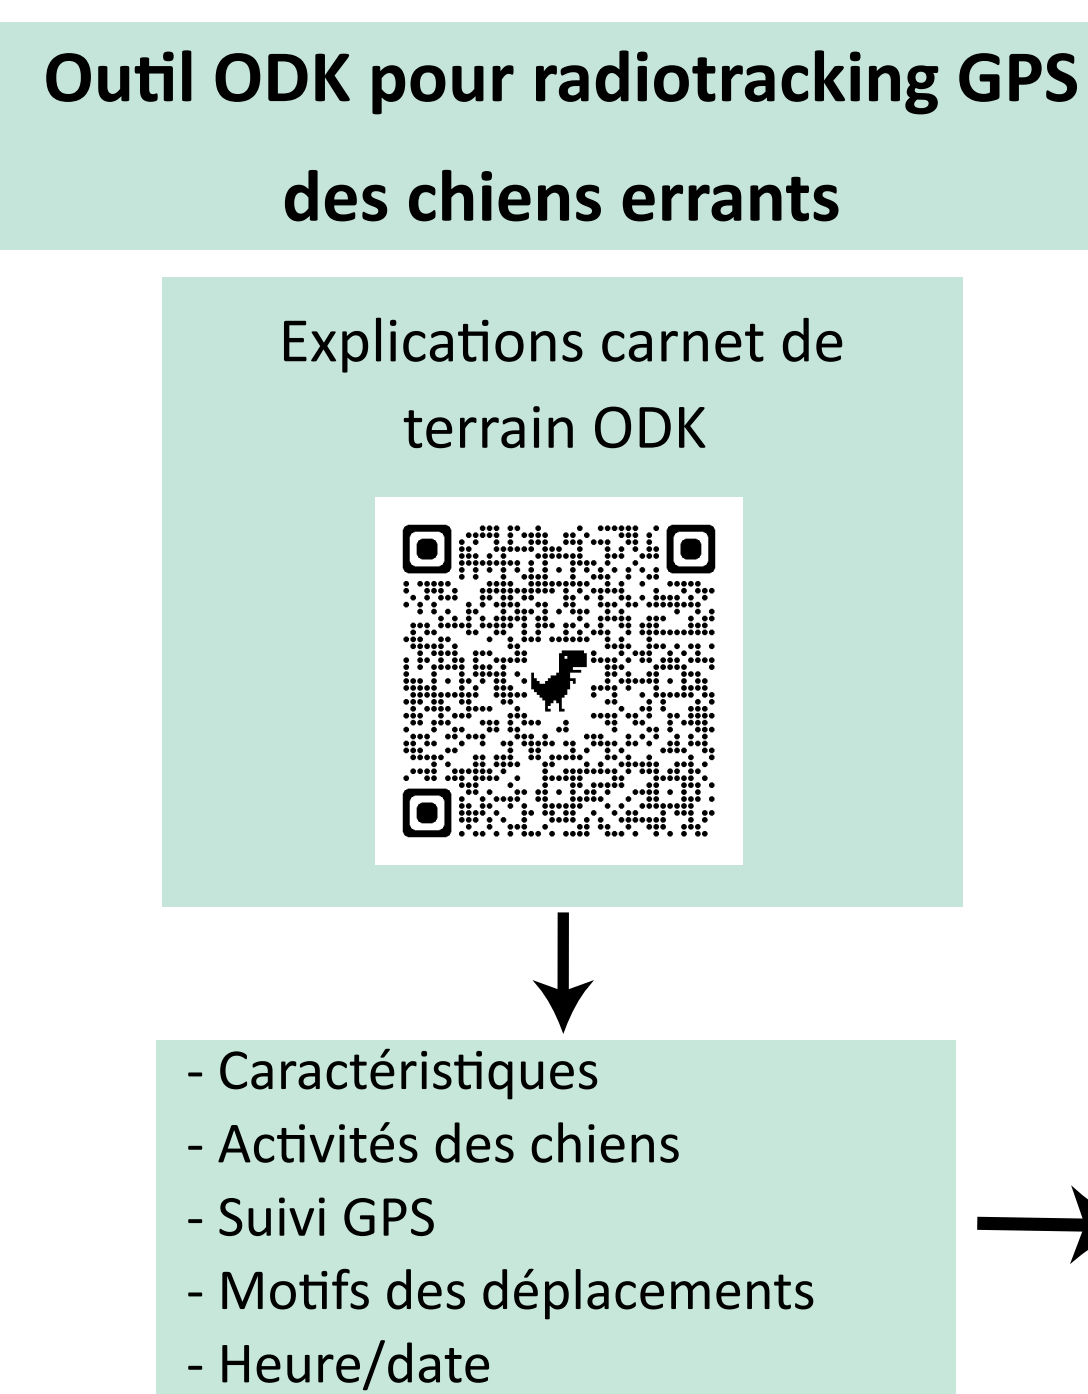 Outil ODK pour radiotracking GPS
des chiens errants
Explications carnet de
terrain ODK
- Caractéristiques
- Activités des chiens
- Suivi GPS
- Motifs des déplacements
- Heure/date